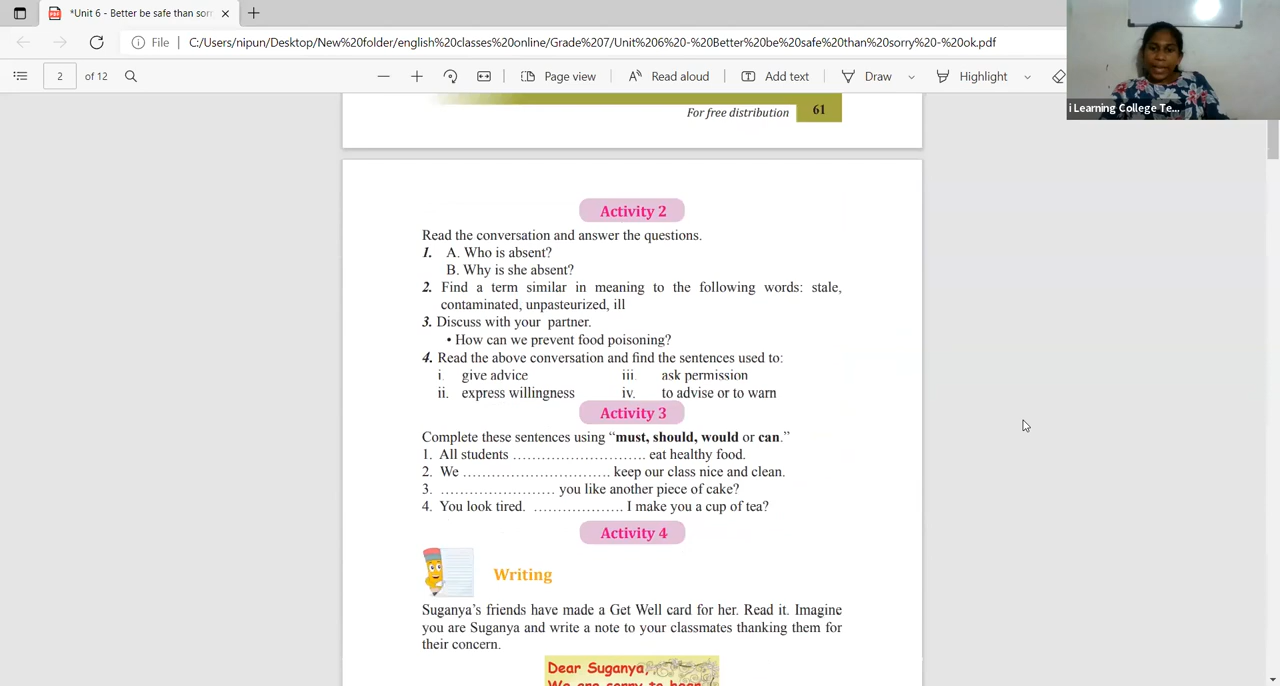 *Unit 6 - Better be safe than sorr
File
C:/Users/nipun/Desktop/New%20folder/english%20classes%20online/Grade%207/Unit%206%20-%20Better%20be%20safe%20than%20sorry%20-%20ok.pdf
2 of 12
Page view
Read aloud
Add text
Draw
Highlight
i Learning College Te...
For free distribution 61
Activity 2
Read the conversation and answer the questions.
1. A. Who is absent?
B. Why is she absent?
2. Find a term similar in meaning to the following words: stale,
contaminated, unpasteurized, ill
3. Discuss with your partner.
• How can we prevent food poisoning?
4. Read the above conversation and find the sentences used to:
i. give advice iii. ask permission
ii. express willingness iv. to advise or to warn
Activity 3
Complete these sentences using “must, should, would or can.”
1. All students ............................ eat healthy food.
2. We ............................... keep our class nice and clean.
3. ........................ you like another piece of cake?
4. You look tired. ................... I make you a cup of tea?
Activity 4
Writing
Suganya's friends have made a Get Well card for her. Read it. Imagine
you are Suganya and write a note to your classmates thanking them for
their concern.
Dear Suganya,
We are sorry to hear